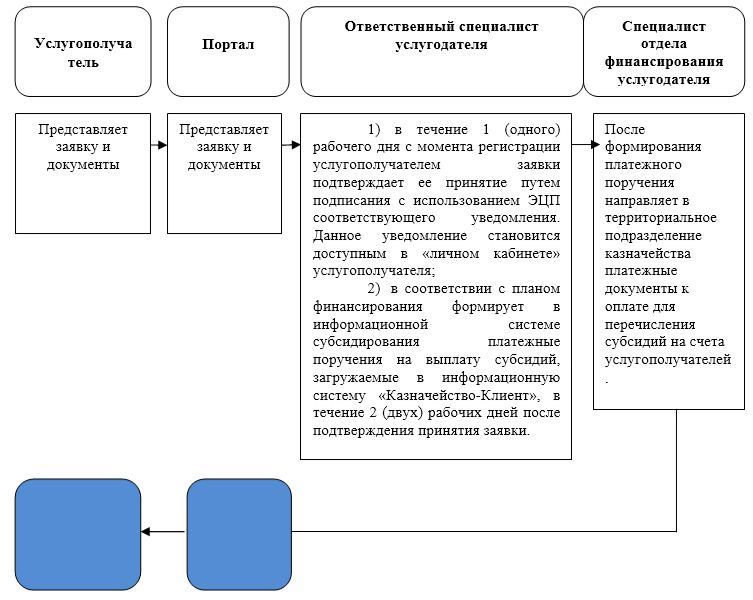 Услугополуча
тель
Портал
Ответственный специалист
услугодателя
Специалист
отдела
финансирования
услугодателя
Представляет
заявку и
документы
Представляет
заявку и
документы
1) в течение 1 (одного)
рабочего дня с момента регистрации
услугополучателем заявки
подтверждает ее принятие путем
подписания с использованием ЭЦП
соответствующего уведомления.
Данное уведомление становится
доступным в «личном кабинете»
услугополучателя;
2) в соответствии с планом
финансирования формирует в
информационной системе
субсидирования платежные
поручения на выплату субсидий,
загружаемые в информационную
систему «Казначейство-Клиент», в
течение 2 (двух) рабочих дней после
подтверждения принятия заявки.
После
формирования
платежного
поручения
направляет в
территориальное
подразделение
казначейства
платежные
документы к
оплате для
перечисления
субсидий на счета
услугополучателей
.